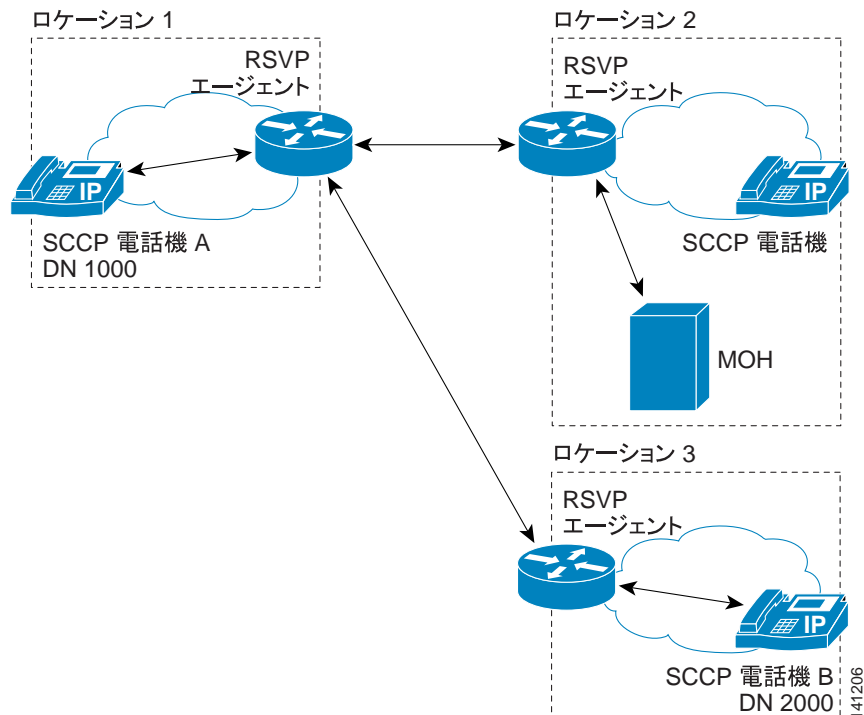 ロケーション 1
RSVP
エージェント
IP
SCCP 電話機 A
DN 1000
ロケーション 2
RSVP
エージェント
IP
SCCP 電話機
MOH
ロケーション 3
RSVP
エージェント
IP
SCCP 電話機 B
DN 2000
141206